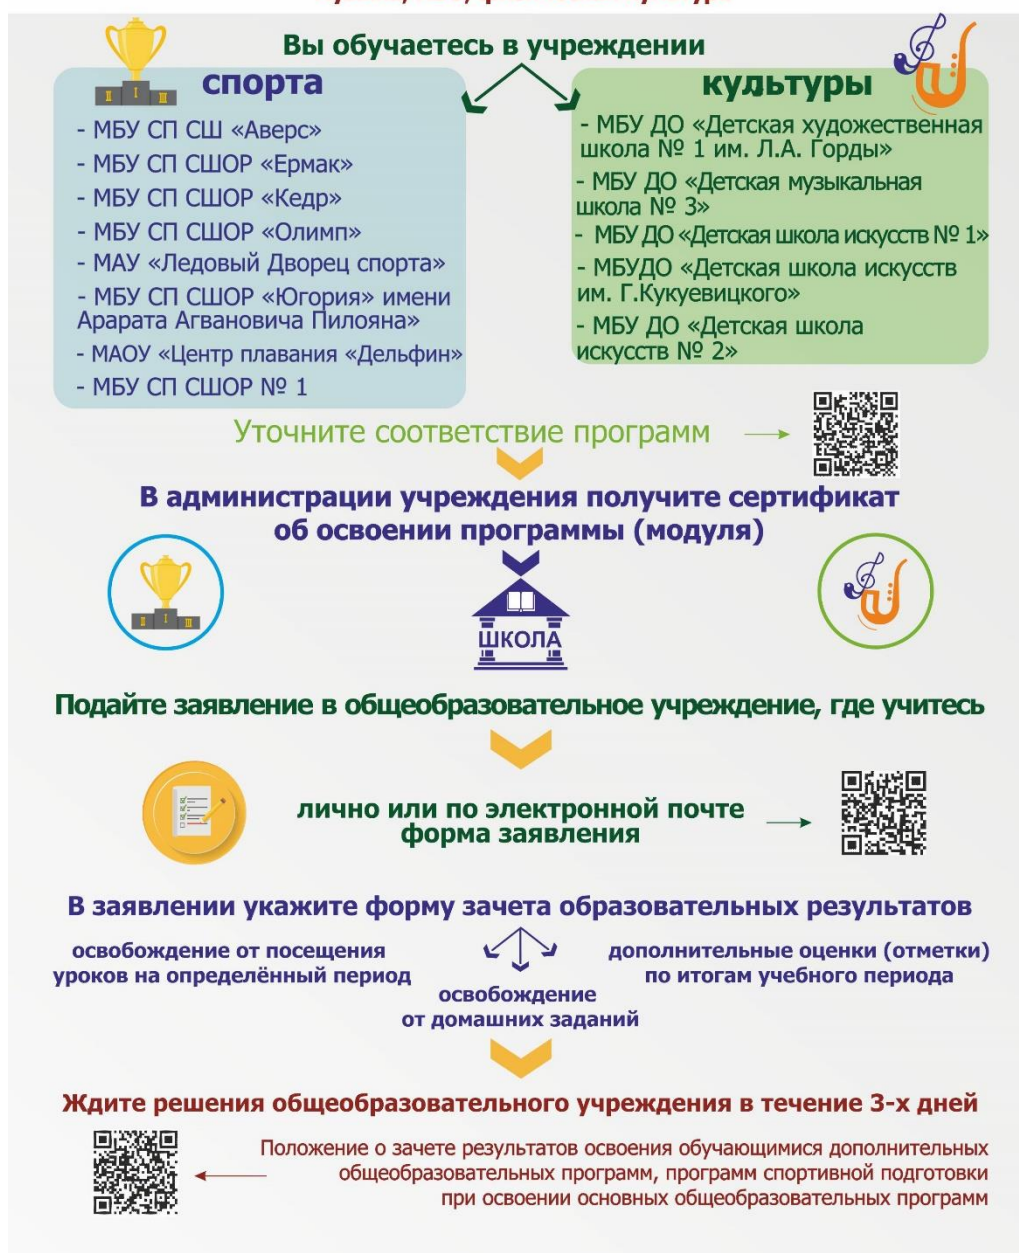 Вы обучаетесь в учреждении
спорта
- МБУ СП СШ «Аверс»
- МБУ СП СШОР «Ермак»
- МБУ СП СШОР «Кедр»
- МБУ СП СШОР «Олимп»
- МАУ «Ледовый Дворец спорта»
- МБУ СП СШОР «Югория» имени
Арарата Агвановича Пилояна»
- МАОУ «Центр плавания «Дельфин»
- МБУ СП СШОР № 1
культуры
- МБУ ДО «Детская художественная
школа № 1 им. Л.А. Горды»
- МБУ ДО «Детская музыкальная
школа № 3»
- МБУ ДО «Детская школа искусств № 1»
- МБУДО «Детская школа искусств
им. Г.Кукуевицкого»
- МБУ ДО «Детская школа
искусств № 2»
Уточните соответствие программ
В администрации учреждения получите сертификат
об освоении программы (модуля)
I
II
III
ШКОЛА
Подайте заявление в общеобразовательное учреждение, где учитесь
лично или по электронной почте
форма заявления
В заявлении укажите форму зачета образовательных результатов
освобождение от посещения
уроков на определённый период
освобождение
от домашних заданий
дополнительные оценки (отметки)
по итогам учебного периода
Ждите решения общеобразовательного учреждения в течение 3-х дней
Положение о зачете результатов освоения обучающимися дополнительных
общеобразовательных программ, программ спортивной подготовки
при освоении основных общеобразовательных программ